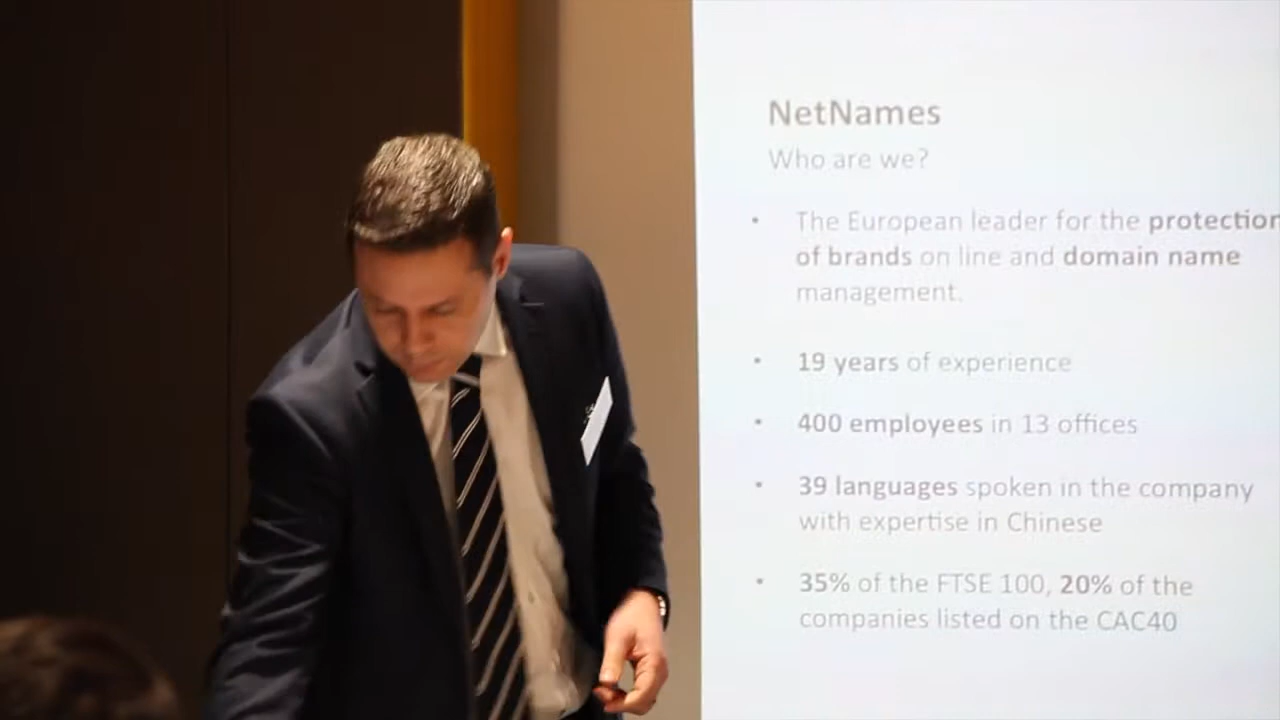 NetNames
Who are we?
• The European leader for the protection
of brands on line and domain name
management.
• 19 years of experience
• 400 employees in 13 offices
• 39 languages spoken in the company
with expertise in Chinese
• 35% of the FTSE 100, 20% of the
companies listed on the CAC40